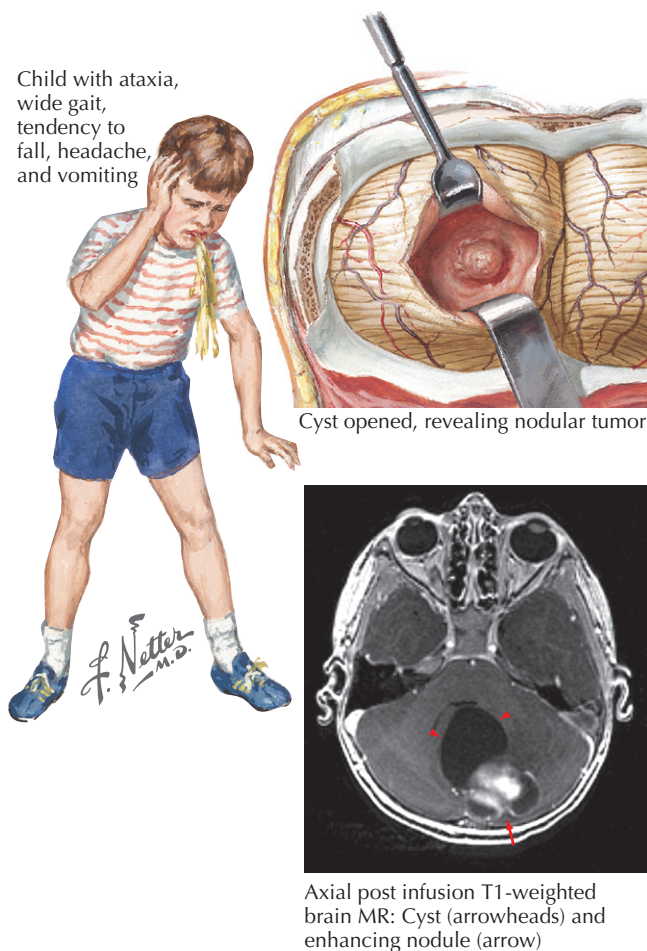 Child with ataxia,
wide gait,
tendency to
fall, headache,
and vomiting
Cyst opened, revealing nodular tumor
F. Netter
M.D.
Axial post infusion T1-weighted
brain MR: Cyst (arrowheads) and
enhancing nodule (arrow)